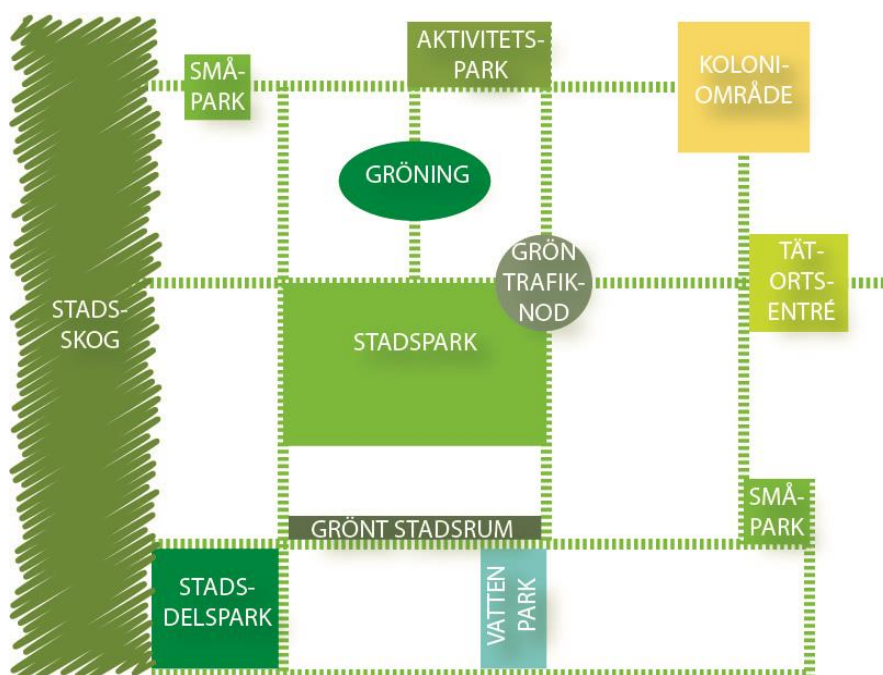 SMÅ-
PARK
AKTIVITETS-
PARK
KOLONI-
OMRÅDE
GRÖNING
STADS-
SKOG
STADSPARK
GRÖN
TRAFIK-
NOD
TÄT-
ORTS-
ENTRÉ
GRÖNT STADSRUM
SMÅ-
PARK
STADS-
DELSPARK
VATTEN
PARK